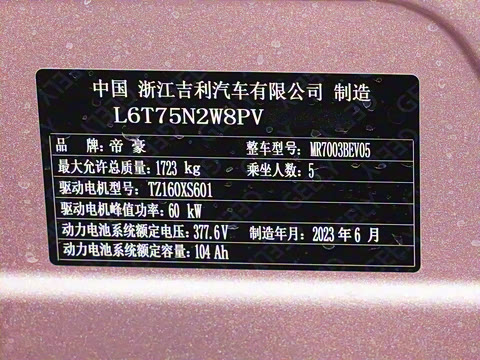 中国 浙江吉利汽车有限公司 制造
L6T75N2W8PV
品牌：帝豪 整车型号：MR7003BEV05
最大允许总质量：1723 kg 乘坐人数：5
驱动电机型号：TZ160XS601
驱动电机峰值功率：60 kW
动力电池系统额定电压：377.6V 制造年月：2023 年 6 月
动力电池系统额定容量：104 Ah